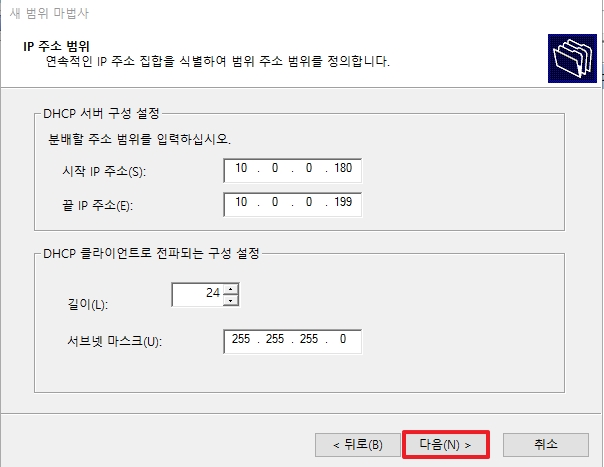 새 범위 마법사
IP 주소 범위
연속적인 IP 주소 집합을 식별하여 범위 주소 범위를 정의합니다.
DHCP 서버 구성 설정
분배할 주소 범위를 입력하십시오.
시작 IP 주소(S): 10 . 0 . 0 . 180
끝 IP 주소(E): 10 . 0 . 0 . 199
DHCP 클라이언트로 전파되는 구성 설정
길이(L): 24
서브넷 마스크(U): 255 . 255 . 255 . 0
< 뒤로(B) 다음(N) > 취소